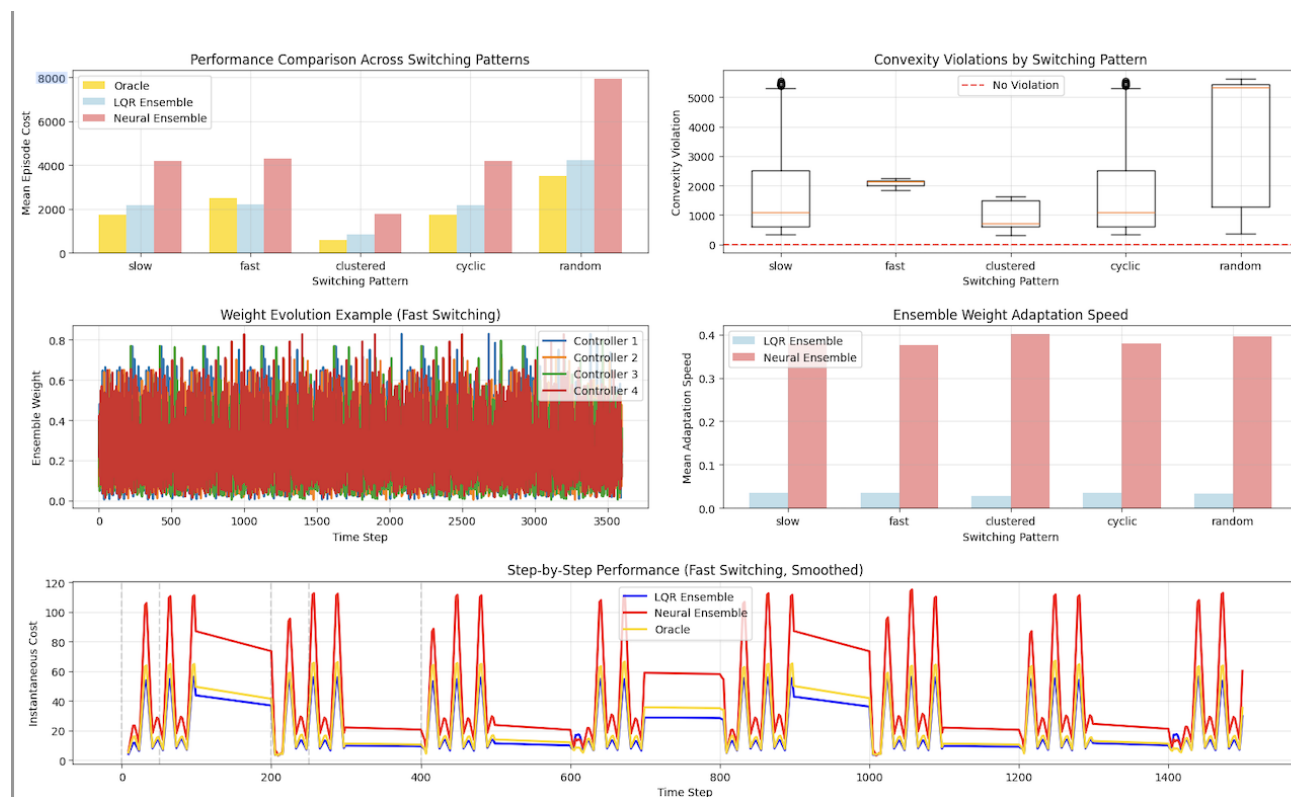 Performance Comparison Across Switching Patterns
8000
6000
4000
2000
0
Mean Episode Cost
Oracle
LQR Ensemble
Neural Ensemble
slow fast clustered cyclic random
Switching Pattern
Convexity Violations by Switching Pattern
5000
4000
3000
2000
1000
0
Convexity Violation
No Violation
slow fast clustered cyclic random
Switching Pattern
Weight Evolution Example (Fast Switching)
0.8
0.6
0.4
0.2
0.0
Ensemble Weight
Controller 1
Controller 2
Controller 3
Controller 4
0 500 1000 1500 2000 2500 3000 3500
Time Step
Ensemble Weight Adaptation Speed
0.4
0.3
0.2
0.1
0.0
Mean Adaptation Speed
LQR Ensemble
Neural Ensemble
slow fast clustered cyclic random
Switching Pattern
Step-by-Step Performance (Fast Switching, Smoothed)
120
100
80
60
40
20
0
Instantaneous Cost
LQR Ensemble
Neural Ensemble
Oracle
0 200 400 600 800 1000 1200 1400
Time Step